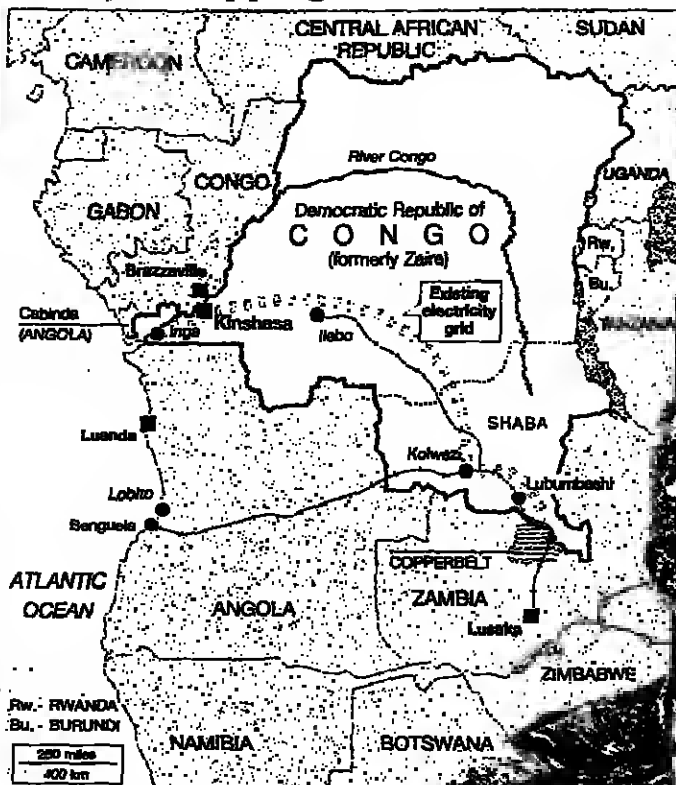 CENTRAL AFRICAN
REPUBLIC
SUDAN
CAMEROON
River Congo
UGANDA
CONGO
GABON
Democratic Republic of
CONGO
(formerly Zaire)
Rw.
Bu.
Brazzaville
Existing
electricity
grid
Cabinda
(ANGOLA)
Kinshasa
Inga
Ilebo
TANZANIA
SHABA
Luanda
Kolwezi
Lubumbashi
Lobito
Benguela
COPPERBELT
ATLANTIC
OCEAN
ANGOLA
ZAMBIA
Lusaka
ZIMBABWE
Rw. - RWANDA
Bu. - BURUNDI
NAMIBIA
BOTSWANA
250 miles
400 km